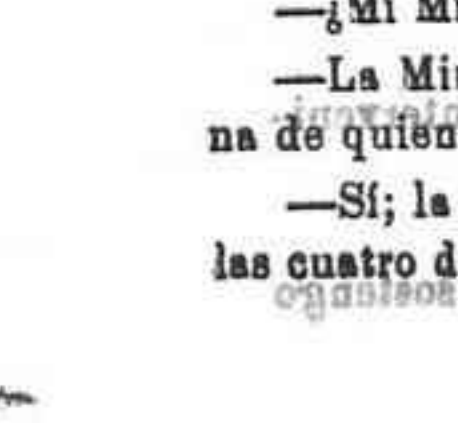 —¿Mi
—La
na de quien
—Sí; la
las cuatro d